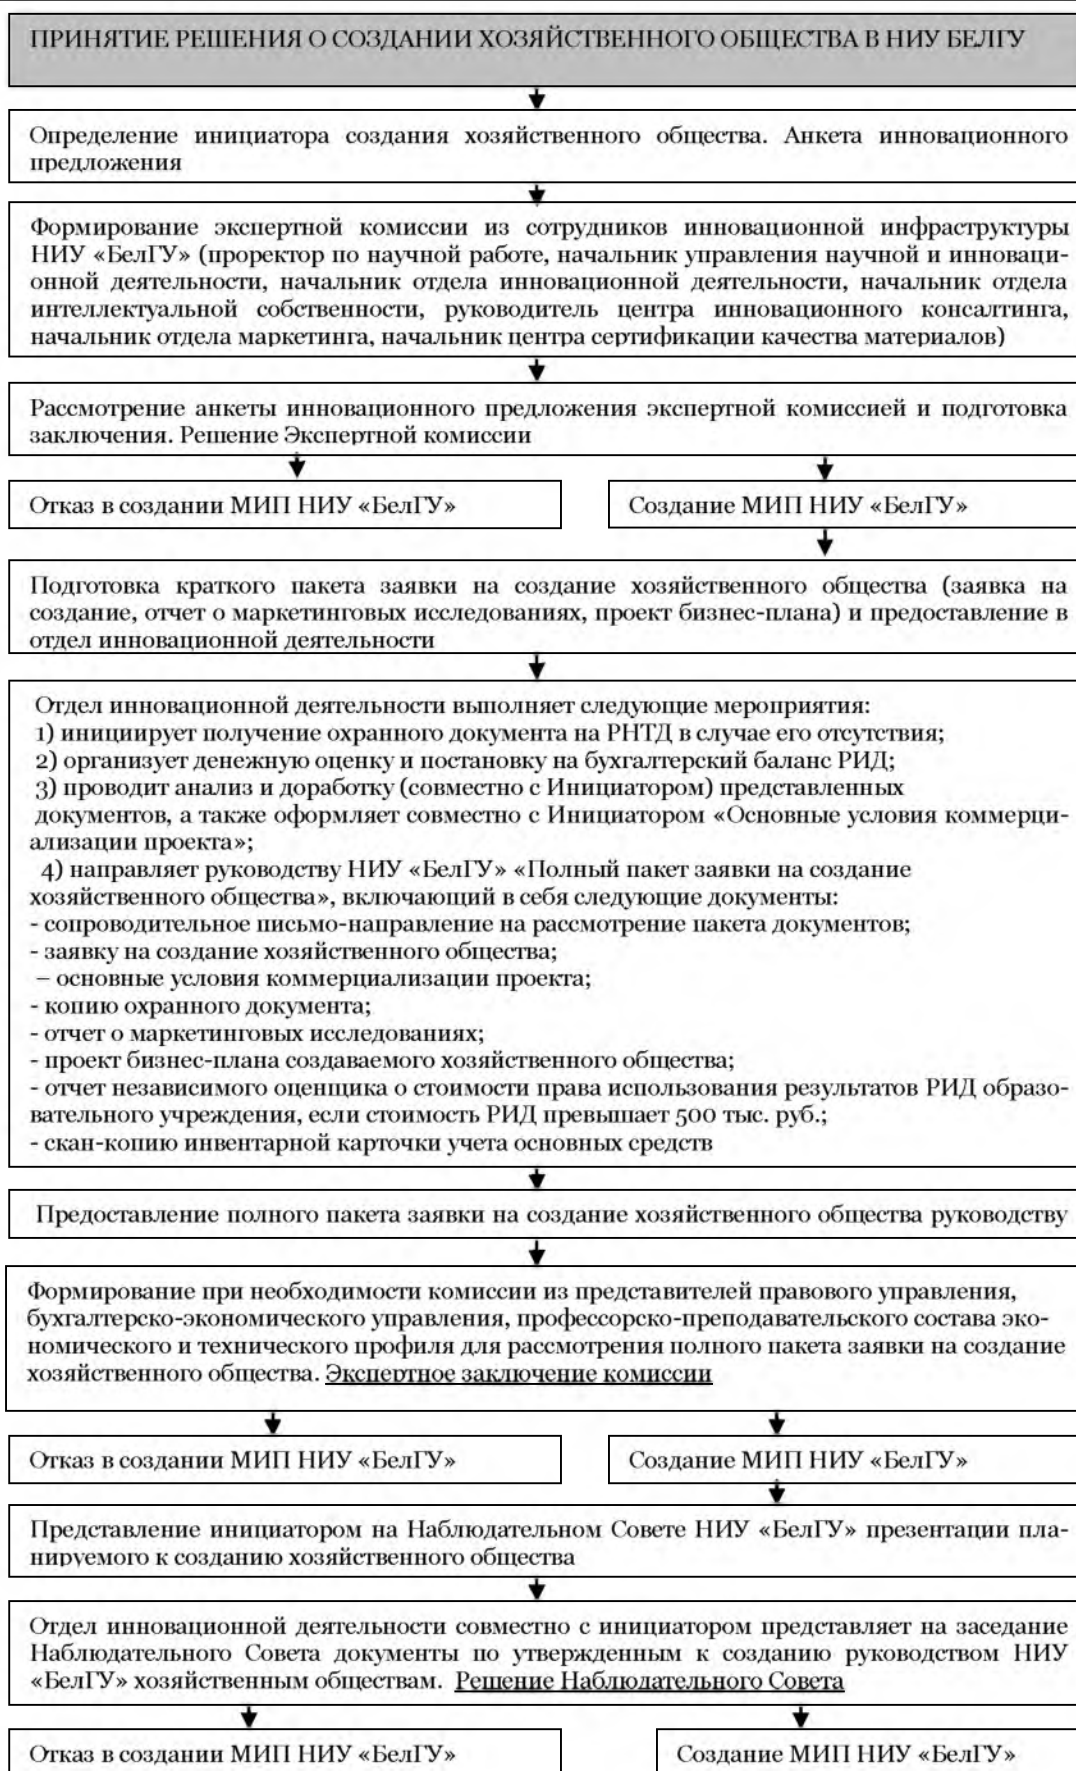 ПРИНЯТИЕ РЕШЕНИЯ О СОЗДАНИИ ХОЗЯЙСТВЕННОГО ОБЩЕСТВА В НИУ БЕЛГУ
Определение инициатора создания хозяйственного общества. Анкета инновационного
предложения
Формирование экспертной комиссии из сотрудников инновационной инфраструктуры
НИУ «БелГУ» (проректор по научной работе, начальник управления научной и инноваци-
онной деятельности, начальник отдела инновационной деятельности, начальник отдела
интеллектуальной собственности, руководитель центра инновационного консалтинга,
начальник отдела маркетинга, начальник центра сертификации качества материалов)
Рассмотрение анкеты инновационного предложения экспертной комиссией и подготовка
заключения. Решение Экспертной комиссии
Отказ в создании МИП НИУ «БелГУ»
Создание МИП НИУ «БелГУ»
Подготовка краткого пакета заявки на создание хозяйственного общества (заявка на
создание, отчет о маркетинговых исследованиях, проект бизнес-плана) и предоставление в
отдел инновационной деятельности
Отдел инновационной деятельности выполняет следующие мероприятия:
1) инициирует получение охранного документа на РНТД в случае его отсутствия;
2) организует денежную оценку и постановку на бухгалтерский баланс РИД;
3) проводит анализ и доработку (совместно с Инициатором) представленных
документов, а также оформляет совместно с Инициатором «Основные условия коммерци-
ализации проекта»;
4) направляет руководству НИУ «БелГУ» «Полный пакет заявки на создание
хозяйственного общества», включающий в себя следующие документы:
- сопроводительное письмо-направление на рассмотрение пакета документов;
- заявку на создание хозяйственного общества;
– основные условия коммерциализации проекта;
- копию охранного документа;
- отчет о маркетинговых исследованиях;
- проект бизнес-плана создаваемого хозяйственного общества;
- отчет независимого оценщика о стоимости права использования результатов РИД образо-
вательного учреждения, если стоимость РИД превышает 500 тыс. руб.;
- скан-копию инвентарной карточки учета основных средств
Предоставление полного пакета заявки на создание хозяйственного общества руководству
Формирование при необходимости комиссии из представителей правового управления,
бухгалтерско-экономического управления, профессорско-преподавательского состава эко-
номического и технического профиля для рассмотрения полного пакета заявки на создание
хозяйственного общества. Экспертное заключение комиссии
Отказ в создании МИП НИУ «БелГУ»
Создание МИП НИУ «БелГУ»
Представление инициатором на Наблюдательном Совете НИУ «БелГУ» презентации пла-
нируемого к созданию хозяйственного общества
Отдел инновационной деятельности совместно с инициатором представляет на заседание
Наблюдательного Совета документы по утвержденным к созданию руководством НИУ
«БелГУ» хозяйственным обществам. Решение Наблюдательного Совета
Отказ в создании МИП НИУ «БелГУ»
Создание МИП НИУ «БелГУ»